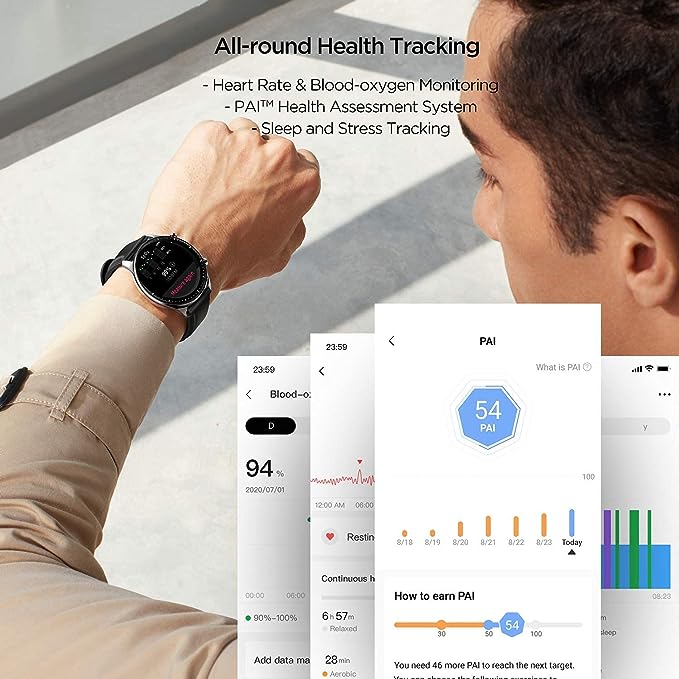 All-round Health Tracking
- Heart Rate & Blood-oxygen Monitoring
- PAI™ Health Assessment System
- Sleep and Stress Tracking
PAI
What is PAI ?
54
PAI
100
8/18 8/19 8/20 8/21 8/22 8/23 Today
How to earn PAI
54
30 50 100
You need 46 more PAI to reach the next target.
23:59
12:00 AM 06:00
Continuous
6 h 57 m
Relaxed
28 min
Aerobic
23:59
D
94 %
2020/07/01
00:00 06:00
90%-100%
Add data
y
08:23